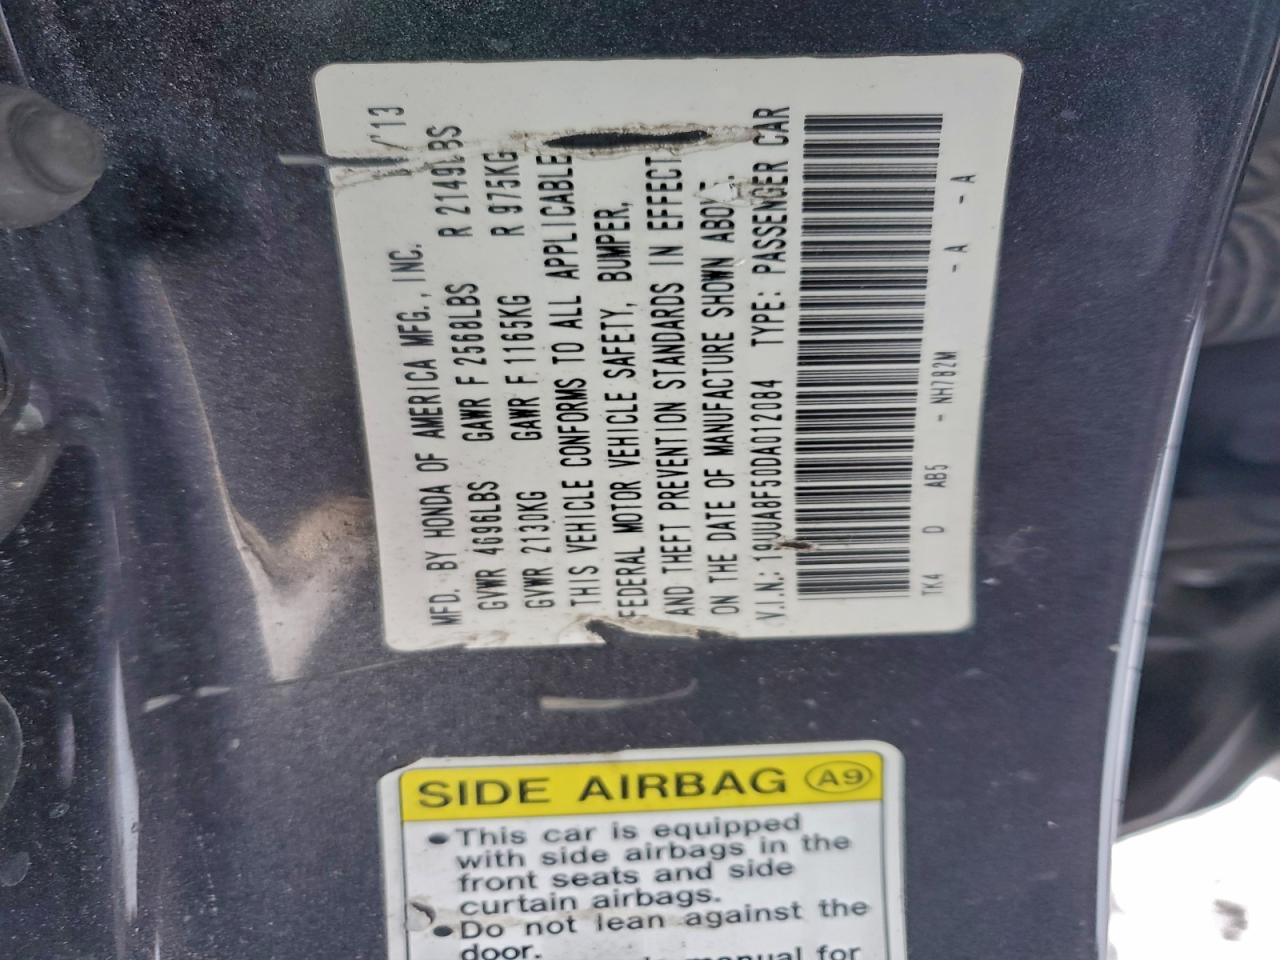 /13
MFD. BY HONDA OF AMERICA MFG., INC.
GVWR 4696LBS GAWR F 2568LBS R 2149LBS
GVWR 2130KG GAWR F 1165KG R 975KG
THIS VEHICLE CONFORMS TO ALL APPLICABLE
FEDERAL MOTOR VEHICLE SAFETY, BUMPER,
AND THEFT PREVENTION STANDARDS IN EFFECT
ON THE DATE OF MANUFACTURE SHOWN ABOVE.
V.I.N.: 19UUA8F50DA012084 TYPE: PASSENGER CAR
TK4 D AB5 - NH782M - A - A
SIDE AIRBAG A9
• This car is equipped
with side airbags in the
front seats and side
curtain airbags.
• Do not lean against the
door.
manual for